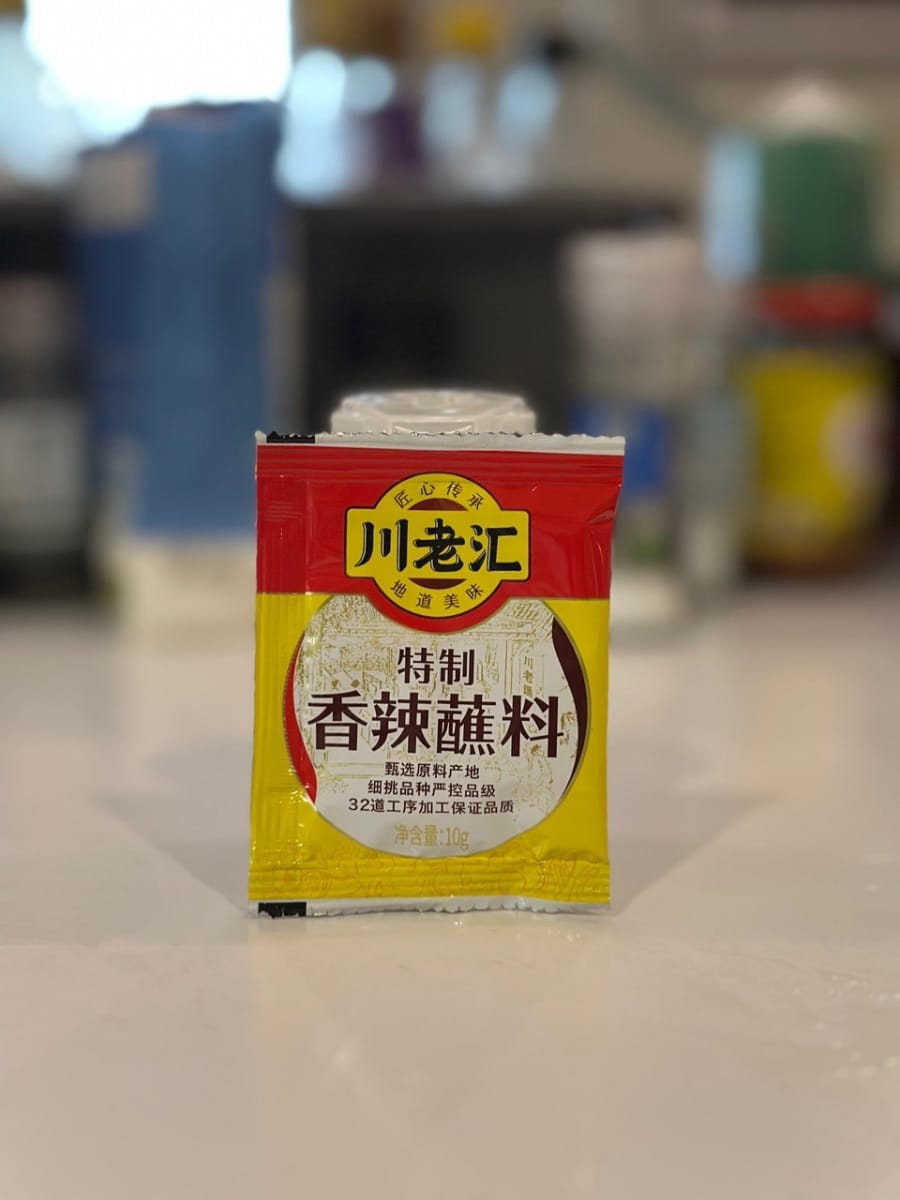 匠心传承
川老汇
地道美味
特制
香辣蘸料
甄选原料产地
细挑品种严控品级
32道工序加工保证品质
净含量:10g